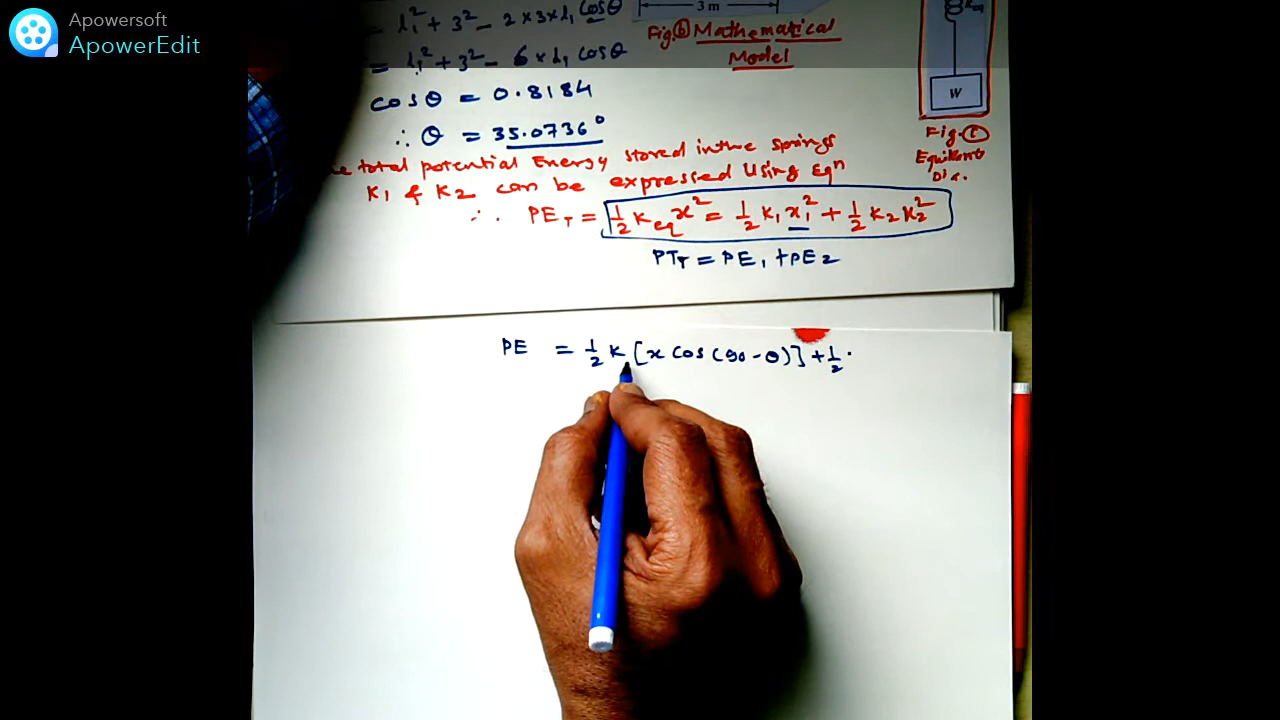 Apowersoft
ApowerEdit
= l₁² + 3² - 2 × 3 × l₁ cosθ
= l₁² + 3² - 6 × l₁ cosθ
cos θ = 0.8184
∴ θ = 35.0736°
3 m
Fig. ⓑ Mathematical
Model
W
Fig. ⓒ
total potential Energy stored in the springs
K₁ & K₂ can be expressed Using Eqⁿ
∴ PE_T = ½ K_eq x² = ½ K₁ x₁² + ½ K₂ X₂²
PT_T = PE₁ + PE₂
PE = ½ K [x cos (90 - θ)] + ½ .